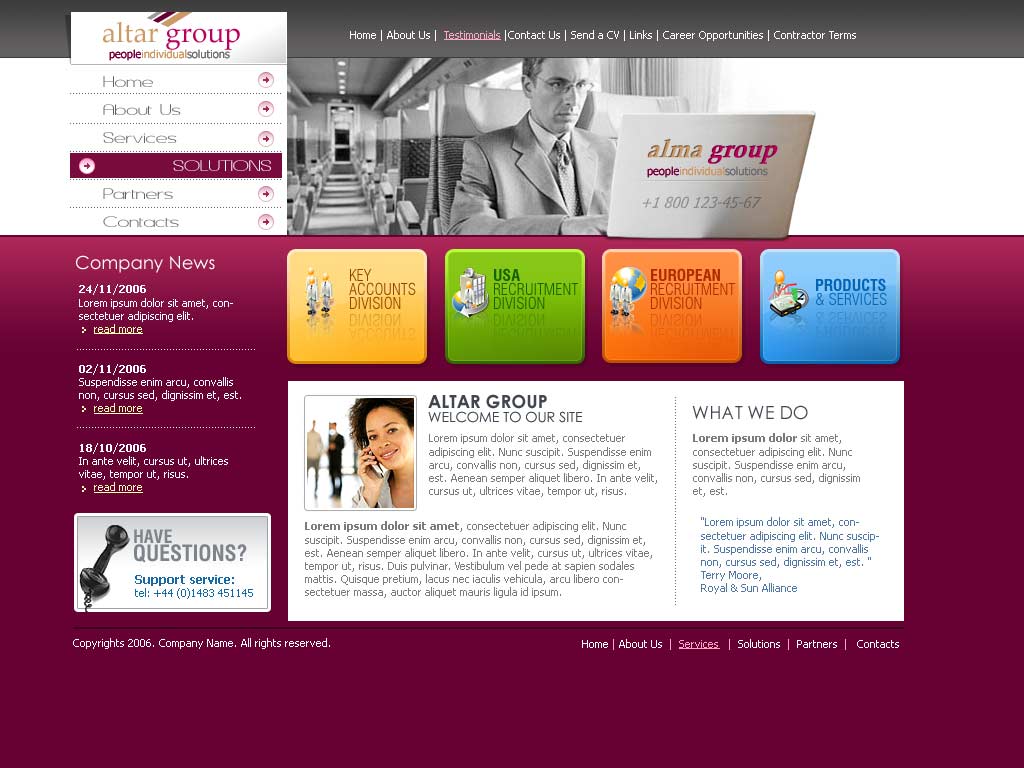 altar group
peopleindividualsolutions
Home | About Us | Testimonials |Contact Us | Send a CV | Links | Career Opportunities | Contractor Terms
Home
About Us
Services
SOLUTIONS
Partners
Contacts
alma group
peopleindividualsolutions
+1 800 123-45-67
Company News
24/11/2006
Lorem ipsum dolor sit amet, con-
sectetuer adipiscing elit.
read more
02/11/2006
Suspendisse enim arcu, convallis
non, cursus sed, dignissim et, est.
read more
18/10/2006
In ante velit, cursus ut, ultrices
vitae, tempor ut, risus.
read more
HAVE
QUESTIONS?
Support service:
tel: +44 (0)1483 451145
KEY
ACCOUNTS
DIVISION
USA
RECRUITMENT
DIVISION
EUROPEAN
RECRUITMENT
DIVISION
PRODUCTS
& SERVICES
ALTAR GROUP
WELCOME TO OUR SITE
Lorem ipsum dolor sit amet, consectetuer
adipiscing elit. Nunc suscipit. Suspendisse enim
arcu, convallis non, cursus sed, dignissim et,
est. Aenean semper aliquet libero. In ante velit,
cursus ut, ultrices vitae, tempor ut, risus.
Lorem ipsum dolor sit amet, consectetuer adipiscing elit. Nunc
suscipit. Suspendisse enim arcu, convallis non, cursus sed, dignissim et,
est. Aenean semper aliquet libero. In ante velit, cursus ut, ultrices vitae,
tempor ut, risus. Duis pulvinar. Vestibulum vel pede at sapien sodales
mattis. Quisque pretium, lacus nec iaculis vehicula, arcu libero con-
sectetuer massa, auctor aliquet mauris ligula id ipsum.
WHAT WE DO
Lorem ipsum dolor sit amet,
consectetuer adipiscing elit. Nunc
suscipit. Suspendisse enim arcu,
convallis non, cursus sed, dignissim
et, est.
"Lorem ipsum dolor sit amet, con-
sectetuer adipiscing elit. Nunc suscip-
it. Suspendisse enim arcu, convallis
non, cursus sed, dignissim et, est. "
Terry Moore,
Royal & Sun Alliance
Copyrights 2006. Company Name. All rights reserved.
Home | About Us | Services | Solutions | Partners | Contacts